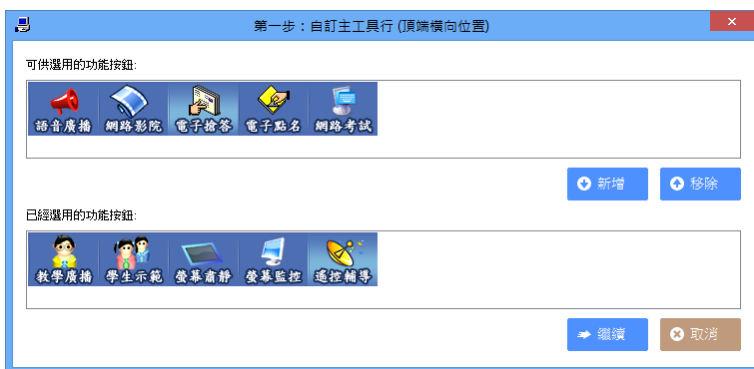 第一步：自訂主工具行 (頂端橫向位置)
可供選用的功能按鈕:
語音廣播 網路影院 電子搶答 電子點名 網路考試
新增 移除
已經選用的功能按鈕:
教學廣播 學生示範 螢幕肅靜 螢幕監控 遙控輔導
繼續 取消